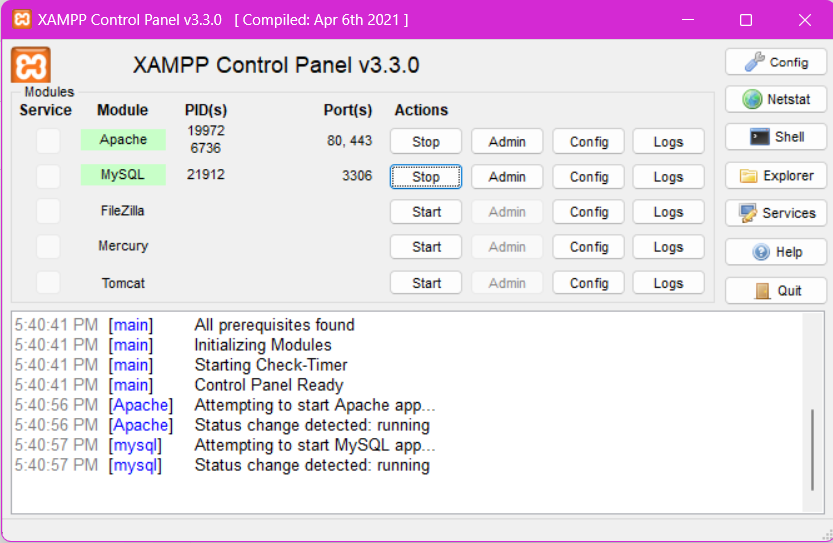 XAMPP Control Panel v3.3.0 [ Compiled: Apr 6th 2021 ]
XAMPP Control Panel v3.3.0
Config
Modules
Service Module PID(s) Port(s) Actions
Netstat
Apache 19972 6736 80, 443 Stop Admin Config Logs
Shell
MySQL 21912 3306 Stop Admin Config Logs
Explorer
FileZilla Start Admin Config Logs
Services
Mercury Start Admin Config Logs
Help
Tomcat Start Admin Config Logs
Quit
5:40:41 PM [main] All prerequisites found
5:40:41 PM [main] Initializing Modules
5:40:41 PM [main] Starting Check-Timer
5:40:41 PM [main] Control Panel Ready
5:40:56 PM [Apache] Attempting to start Apache app...
5:40:56 PM [Apache] Status change detected: running
5:40:57 PM [mysql] Attempting to start MySQL app...
5:40:57 PM [mysql] Status change detected: running